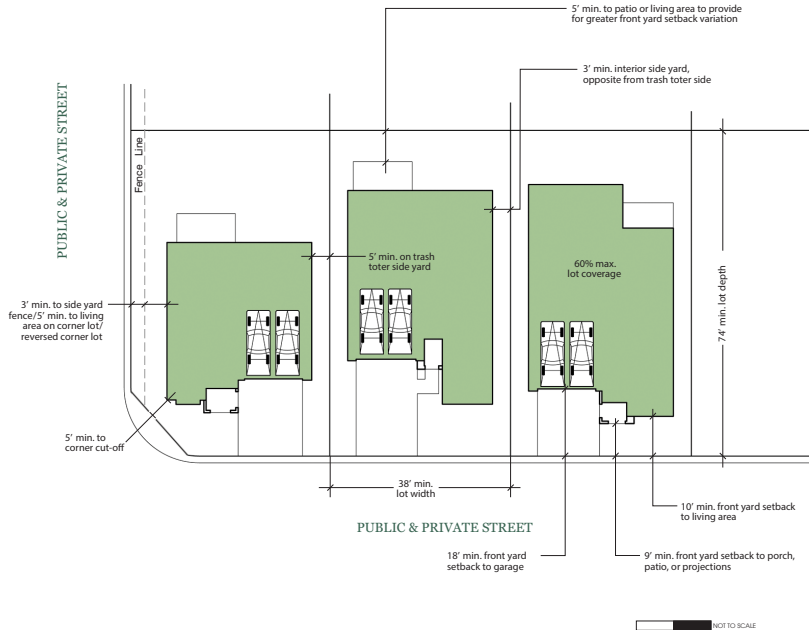 5’ min. to patio or living area to provide
for greater front yard setback variation
3’ min. interior side yard,
opposite from trash toter side
PUBLIC & PRIVATE STREET
Fence Line
5’ min. on trash
toter side yard
60% max.
lot coverage
74’ min. lot depth
3’ min. to side yard
fence/5’ min. to living
area on corner lot/
reversed corner lot
5’ min. to
corner cut-off
38’ min.
lot width
10’ min. front yard setback
to living area
PUBLIC & PRIVATE STREET
18’ min. front yard
setback to garage
9’ min. front yard setback to porch,
patio, or projections
NOT TO SCALE